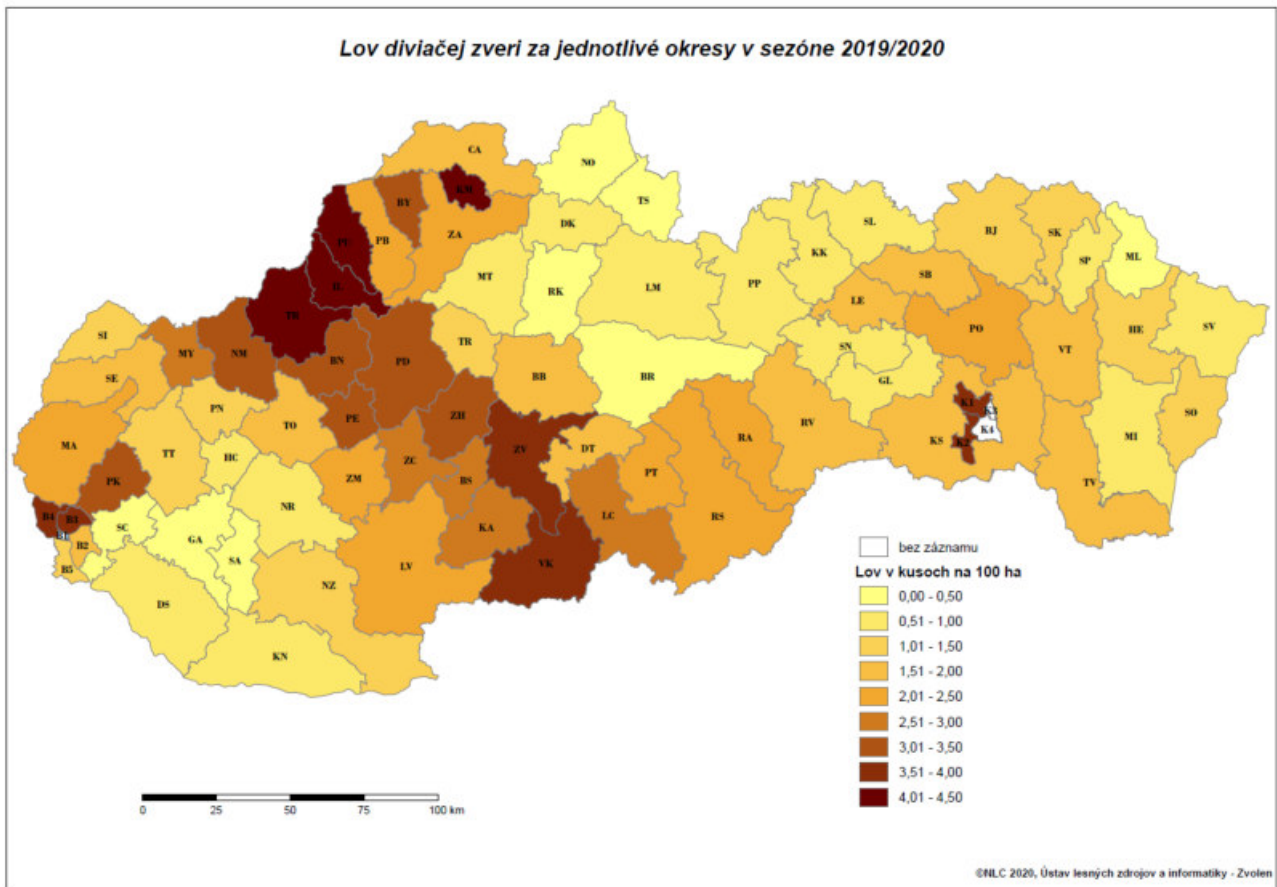 Lov diviačej zveri za jednotlivé okresy v sezóne 2019/2020
CA
NO
KM
TS
BY
PU
PB
ZA
DK
SL
KK
BJ
SK
SP
ML
IL
MT
RK
LM
PP
SB
LE
PO
HE
SV
TN
SI
MY
NM
BN
PD
TR
BB
BR
SN
GL
VT
SE
PN
TO
PE
ZH
ZV
DT
PT
RA
RV
K1
K3
K4
K2
KS
MI
SO
MA
TT
HC
ZM
ZC
BS
PK
NR
KA
LC
RS
TV
B4
B3
B1
B2
B5
SC
GA
SA
LV
VK
DS
NZ
KN
bez záznamu
Lov v kusoch na 100 ha
0,00 - 0,50
0,51 - 1,00
1,01 - 1,50
1,51 - 2,00
2,01 - 2,50
2,51 - 3,00
3,01 - 3,50
3,51 - 4,00
4,01 - 4,50
0 25 50 75 100 km
©NLC 2020, Ústav lesných zdrojov a informatiky - Zvolen